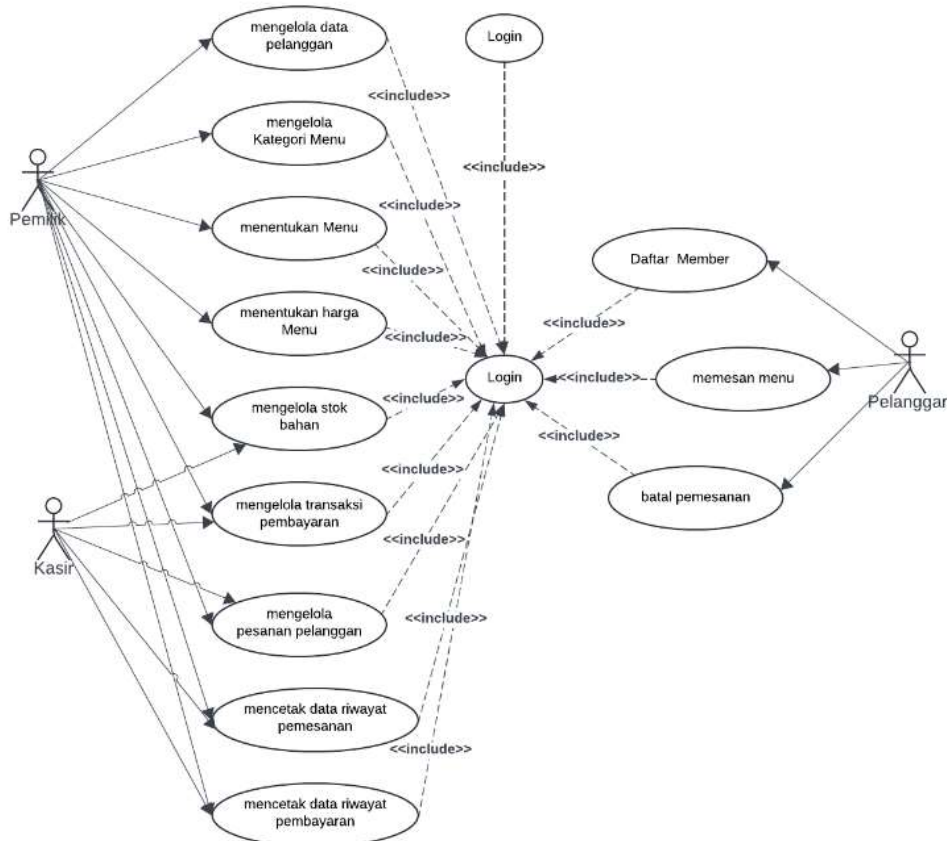 mengelola data
pelanggan
Login
<<include>>
mengelola
Kategori Menu
<<include>>
<<include>>
Pemilik
menentukan Menu
<<include>>
Daftar Member
menentukan harga
Menu
<<include>>
<<include>>
Login
<<include>>
memesan menu
Pelanggar
mengelola stok
bahan
<<include>>
<<include>>
mengelola transaksi
pembayaran
<<include>>
batal pemesanan
Kasir
<<include>>
mengelola
pesanan pelanggan
<<include>>
mencetak data riwayat
pemesanan
<<include>>
mencetak data riwayat
pembayaran